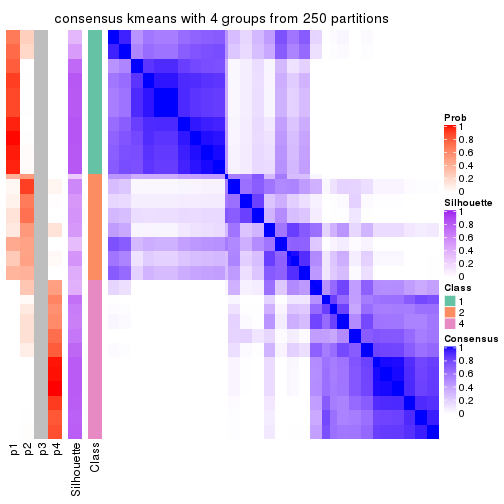 consensus kmeans with 4 groups from 250 partitions
Prob
1
0.8
0.6
0.4
0.2
0
Silhouette
1
0.8
0.6
0.4
0.2
0
Class
1
2
4
Consensus
1
0.8
0.6
0.4
0.2
0
p1
p2
p3
p4
Silhouette
Class